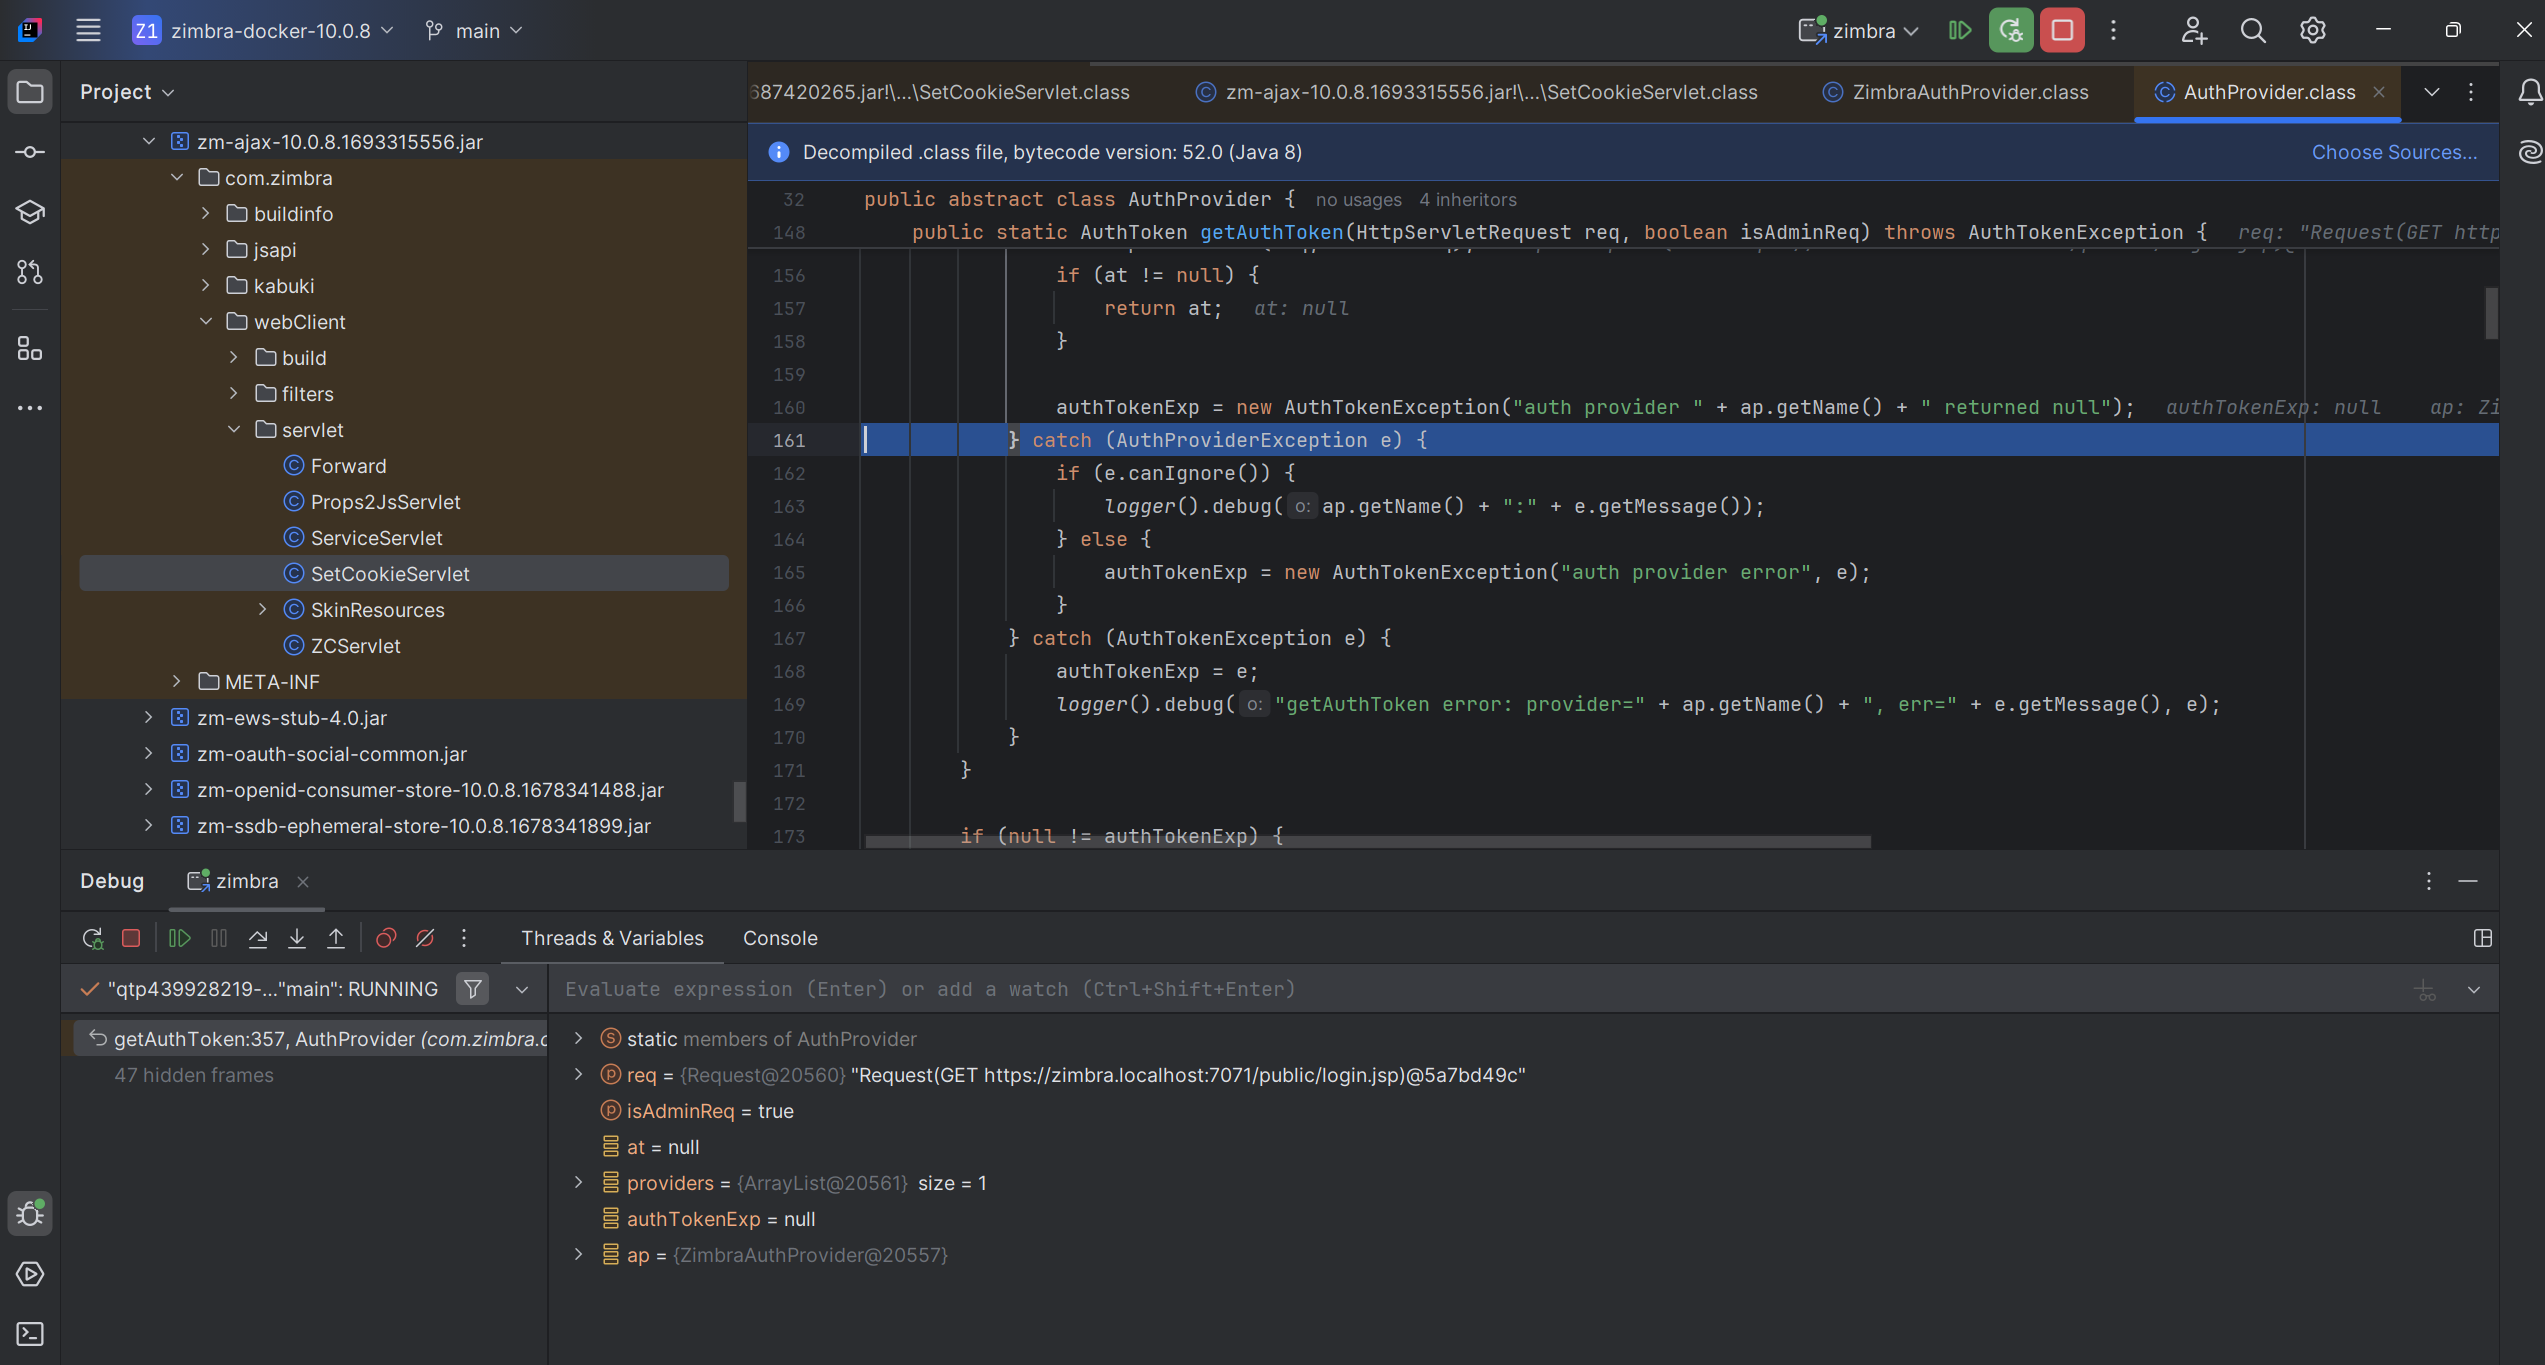 Z1 zimbra-docker-10.0.8 main zimbra
Project
zm-ajax-10.0.8.1693315556.jar
com.zimbra
buildinfo
jsapi
kabuki
webClient
build
filters
servlet
Forward
Props2JsServlet
ServiceServlet
SetCookieServlet
SkinResources
ZCServlet
META-INF
zm-ews-stub-4.0.jar
zm-oauth-social-common.jar
zm-openid-consumer-store-10.0.8.1678341488.jar
zm-ssdb-ephemeral-store-10.0.8.1678341899.jar
687420265.jar!\...\SetCookieServlet.class zm-ajax-10.0.8.1693315556.jar!\...\SetCookieServlet.class ZimbraAuthProvider.class AuthProvider.class
Decompiled .class file, bytecode version: 52.0 (Java 8) Choose Sources...
32 public abstract class AuthProvider { no usages 4 inheritors
148 public static AuthToken getAuthToken(HttpServletRequest req, boolean isAdminReq) throws AuthTokenException { req: "Request(GET http
156 if (at != null) {
157 return at; at: null
158 }
159
160 authTokenExp = new AuthTokenException("auth provider " + ap.getName() + " returned null"); authTokenExp: null ap: Zi
161 } catch (AuthProviderException e) {
162 if (e.canIgnore()) {
163 logger().debug( o: ap.getName() + ":" + e.getMessage());
164 } else {
165 authTokenExp = new AuthTokenException("auth provider error", e);
166 }
167 } catch (AuthTokenException e) {
168 authTokenExp = e;
169 logger().debug( o: "getAuthToken error: provider=" + ap.getName() + ", err=" + e.getMessage(), e);
170 }
171 }
172
173 if (null != authTokenExp) {
Debug zimbra
Threads & Variables Console
"qtp439928219-..."main": RUNNING
getAuthToken:357, AuthProvider (com.zimbra.c
47 hidden frames
Evaluate expression (Enter) or add a watch (Ctrl+Shift+Enter)
static members of AuthProvider
req = {Request@20560} "Request(GET https://zimbra.localhost:7071/public/login.jsp)@5a7bd49c"
isAdminReq = true
at = null
providers = {ArrayList@20561} size = 1
authTokenExp = null
ap = {ZimbraAuthProvider@20557}